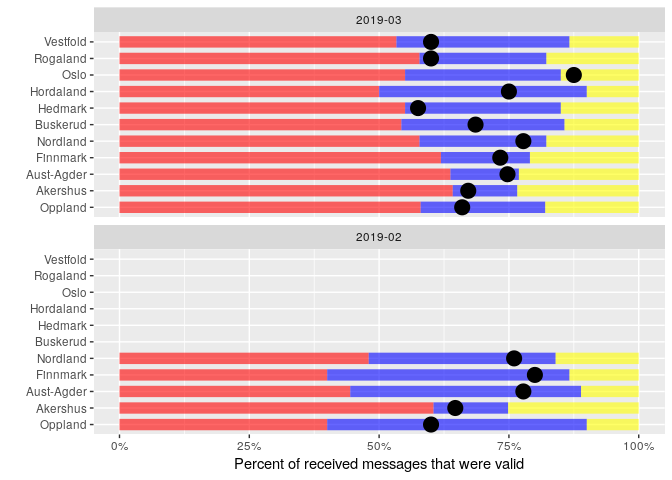 2019-03
Vestfold
Rogaland
Oslo
Hordaland
Hedmark
Buskerud
Nordland
FInnmark
Aust-Agder
Akershus
Oppland
2019-02
Vestfold
Rogaland
Oslo
Hordaland
Hedmark
Buskerud
Nordland
FInnmark
Aust-Agder
Akershus
Oppland
0% 25% 50% 75% 100%
Percent of received messages that were valid